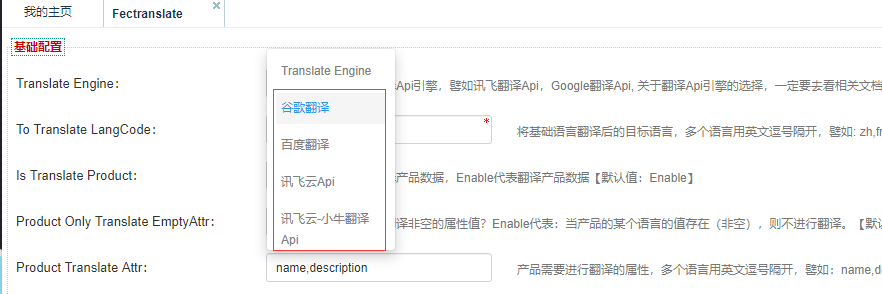 我的主页
Fectranslate
基础配置
Translate Engine
Translate Engine：
Api引擎，譬如讯飞翻译Api，Google翻译Api, 关于翻译Api引擎的选择，一定要去看相关文档
谷歌翻译
To Translate LangCode：
*
将基础语言翻译后的目标语言，多个语言用英文逗号隔开，譬如: zh,fr
百度翻译
Is Translate Product：
产品数据，Enable代表翻译产品数据【默认值：Enable】
讯飞云Api
Product Only Translate EmptyAttr：
译非空的属性值？Enable代表：当产品的某个语言的值存在（非空），则不进行翻译。【默
讯飞云-小牛翻译
Api
Product Translate Attr：
name,description
产品需要进行翻译的属性，多个语言用英文逗号隔开，譬如：name,de